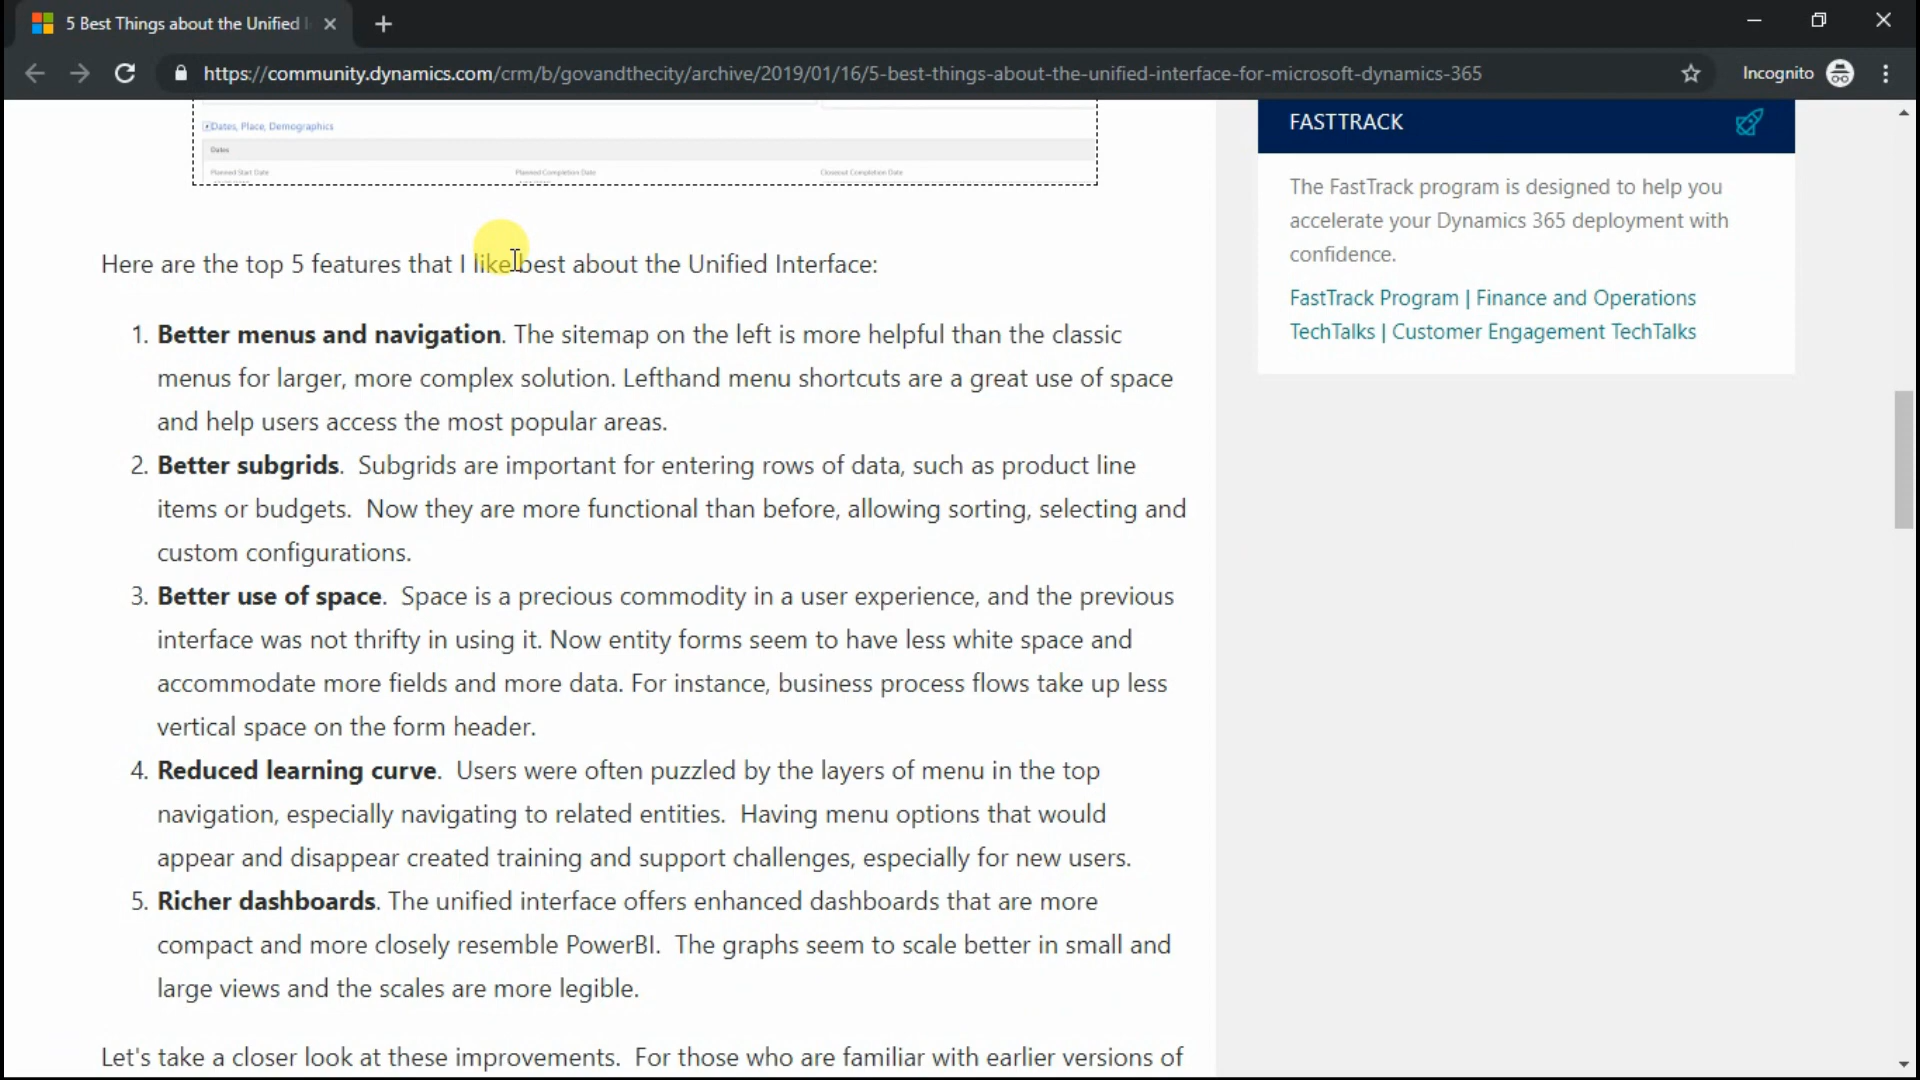 5 Best Things about the Unified I
https://community.dynamics.com/crm/b/govandthecity/archive/2019/01/16/5-best-things-about-the-unified-interface-for-microsoft-dynamics-365
Incognito
Dates, Place, Demographics
Dates
Planned Start Date
Planned Completion Date
Closeout Completion Date
Here are the top 5 features that I like best about the Unified Interface:
1. Better menus and navigation. The sitemap on the left is more helpful than the classic
menus for larger, more complex solution. Lefthand menu shortcuts are a great use of space
and help users access the most popular areas.
2. Better subgrids.  Subgrids are important for entering rows of data, such as product line
items or budgets.  Now they are more functional than before, allowing sorting, selecting and
custom configurations.
3. Better use of space.  Space is a precious commodity in a user experience, and the previous
interface was not thrifty in using it. Now entity forms seem to have less white space and
accommodate more fields and more data. For instance, business process flows take up less
vertical space on the form header.
4. Reduced learning curve.  Users were often puzzled by the layers of menu in the top
navigation, especially navigating to related entities.  Having menu options that would
appear and disappear created training and support challenges, especially for new users.
5. Richer dashboards. The unified interface offers enhanced dashboards that are more
compact and more closely resemble PowerBI.  The graphs seem to scale better in small and
large views and the scales are more legible.
Let's take a closer look at these improvements.  For those who are familiar with earlier versions of
FASTTRACK
The FastTrack program is designed to help you
accelerate your Dynamics 365 deployment with
confidence.
FastTrack Program | Finance and Operations
TechTalks | Customer Engagement TechTalks